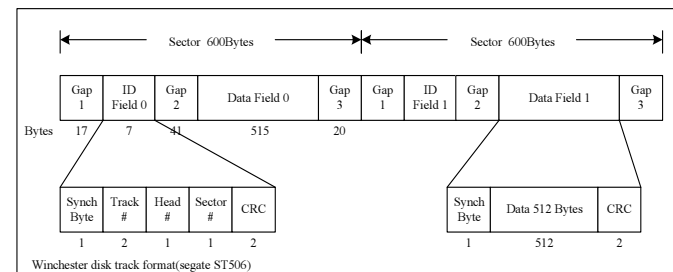 Sector 600Bytes Sector 600Bytes
Gap 1 ID Field 0 Gap 2 Data Field 0 Gap 3 Gap 1 ID Field 1 Gap 2 Data Field 1 Gap 3
Bytes 17 7 41 515 20
Synch Byte Track # Head # Sector # CRC Synch Byte Data 512 Bytes CRC
1 2 1 1 2 1 512 2
Winchester disk track format(segate ST506)